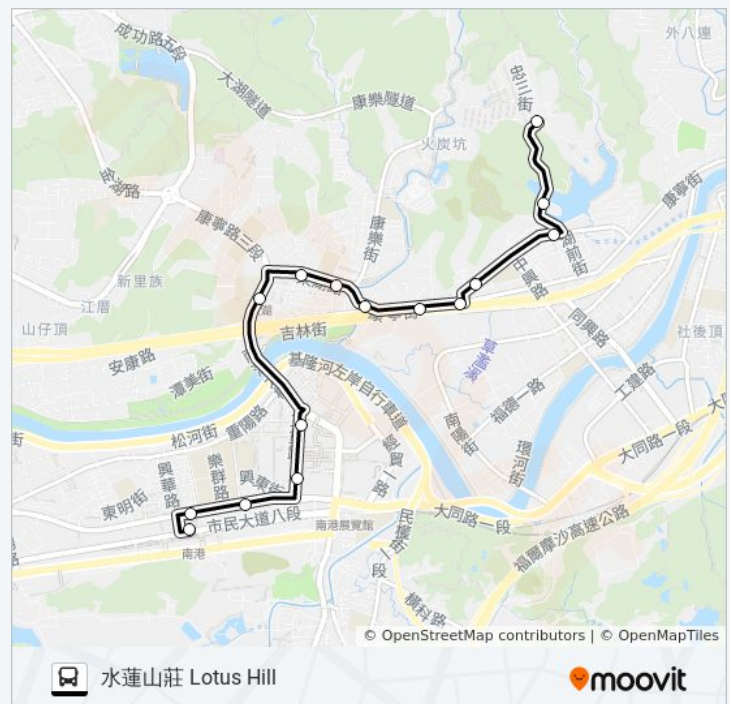 外八連
成功路五段
忠三街
大湖隧道
康樂隧道
火炭坑
金湖路
康寧街
康寧路三段
康樂街
湖前街
中興路
新里族
江厝
山仔頂
吉林街
同興路
社後頂
安康路
草濫溪
基隆河左岸自行車道
潭美街
工建路
福德一路
重陽路
松河街
南陽街
環河街
街
經貿一路
大同路一段
樂群路
興華路
興東街
東明街
市民大道八段
大同路一段
南港展覽館
民權街一段
福爾摩沙高速公路
南港
橫科路
© OpenStreetMap contributors | © OpenMapTiles
水蓮山莊 Lotus Hill
moovit